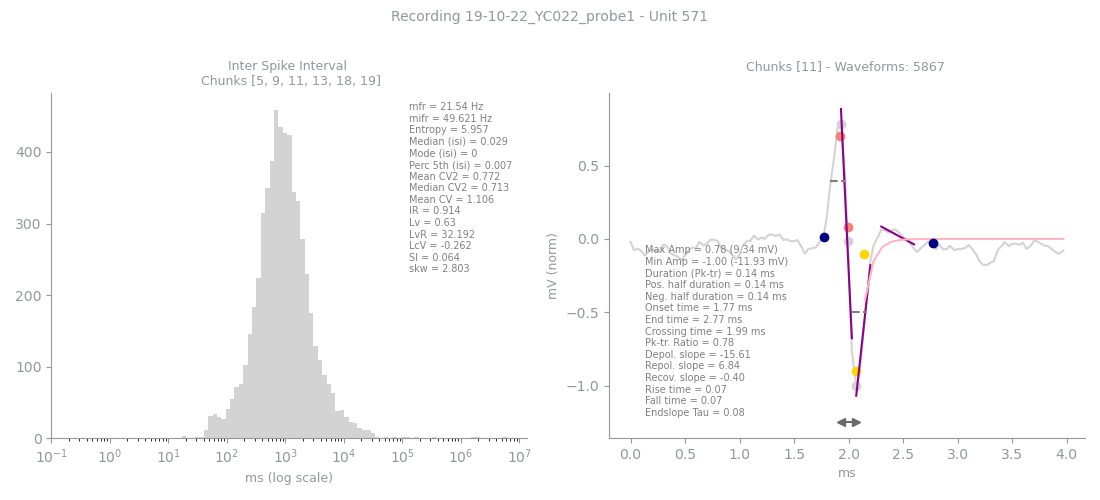 Recording 19-10-22_YC022_probe1 - Unit 571
Inter Spike Interval
Chunks [5, 9, 11, 13, 18, 19]
mfr = 21.54 Hz
mifr = 49.621 Hz
Entropy = 5.957
Median (isi) = 0.029
Mode (isi) = 0
Perc 5th (isi) = 0.007
Mean CV2 = 0.772
Median CV2 = 0.713
Mean CV = 1.106
IR = 0.914
Lv = 0.63
LvR = 32.192
LcV = -0.262
SI = 0.064
skw = 2.803
400
300
200
100
0
10⁻¹ 10⁰ 10¹ 10² 10³ 10⁴ 10⁵ 10⁶ 10⁷
ms (log scale)
Chunks [11] - Waveforms: 5867
mV (norm)
0.5
0.0
−0.5
−1.0
Max Amp = 0.78 (9.34 mV)
Min Amp = -1.00 (-11.93 mV)
Duration (Pk-tr) = 0.14 ms
Pos. half duration = 0.14 ms
Neg. half duration = 0.14 ms
Onset time = 1.77 ms
End time = 2.77 ms
Crossing time = 1.99 ms
Pk-tr. Ratio = 0.78
Depol. slope = -15.61
Repol. slope = 6.84
Recov. slope = -0.40
Rise time = 0.07
Fall time = 0.07
Endslope Tau = 0.08
0.0 0.5 1.0 1.5 2.0 2.5 3.0 3.5 4.0
ms